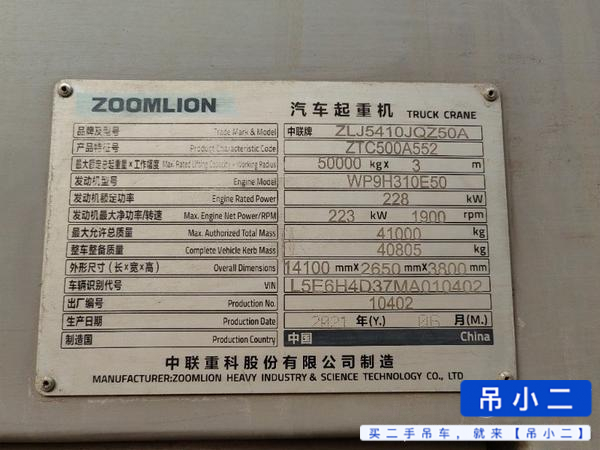 ZOOMLION 汽车起重机 TRUCK CRANE
品牌及型号 Trade Mark & Model 中联牌 ZLJ5410JQZ50A
产品特征号 Product Characteristic Code ZTC500A552
最大额定总起重量×工作幅度 Max. Rated Lifting Capacity × Working Radius 50000 kg× 3 m
发动机型号 Engine Model WP9H310E50
发动机额定功率 Engine Rated Power 228 kW
发动机最大净功率/转速 Max. Engine Net Power/RPM 223 kW 1900 rpm
最大允许总质量 Max. Authorized Total Mass 41000 kg
整车整备质量 Complete Vehicle Kerb Mass 40805 kg
外形尺寸（长×宽×高） Overall Dimensions 14100 mm×2650 mm×3800 mm
车辆识别代号 VIN L5E6H4D37MA010402
出厂编号 Production No. 10402
生产日期 Production Date 2021 年(Y.) 06 月(M.)
制造国 Production Country 中国 China
中联重科股份有限公司制造
MANUFACTURER:ZOOMLION HEAVY INDUSTRY & SCIENCE TECHNOLOGY CO., LTD
吊小二
买二手吊车，就来【吊小二】